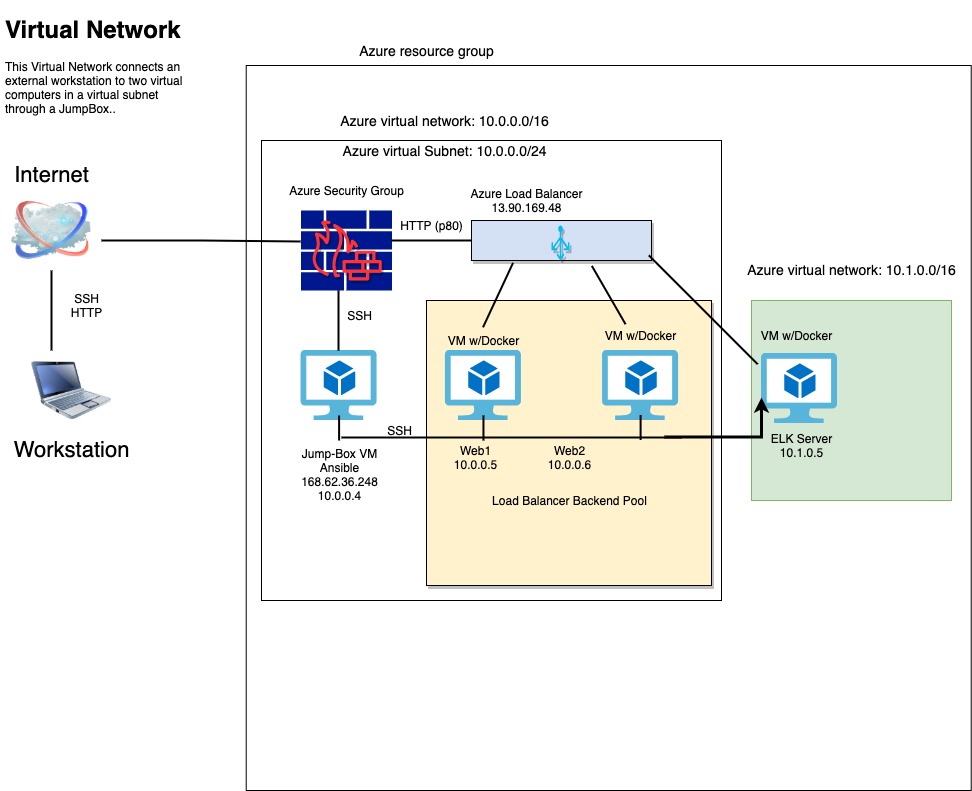 Virtual Network
This Virtual Network connects an
external workstation to two virtual
computers in a virtual subnet
through a JumpBox..
Azure resource group
Azure virtual network: 10.0.0.0/16
Azure virtual Subnet: 10.0.0.0/24
Internet
Azure Security Group
Azure Load Balancer
13.90.169.48
HTTP (p80)
Azure virtual network: 10.1.0.0/16
SSH
HTTP
SSH
VM w/Docker
VM w/Docker
VM w/Docker
Workstation
SSH
Jump-Box VM
Ansible
168.62.36.248
10.0.0.4
Web1
10.0.0.5
Web2
10.0.0.6
ELK Server
10.1.0.5
Load Balancer Backend Pool